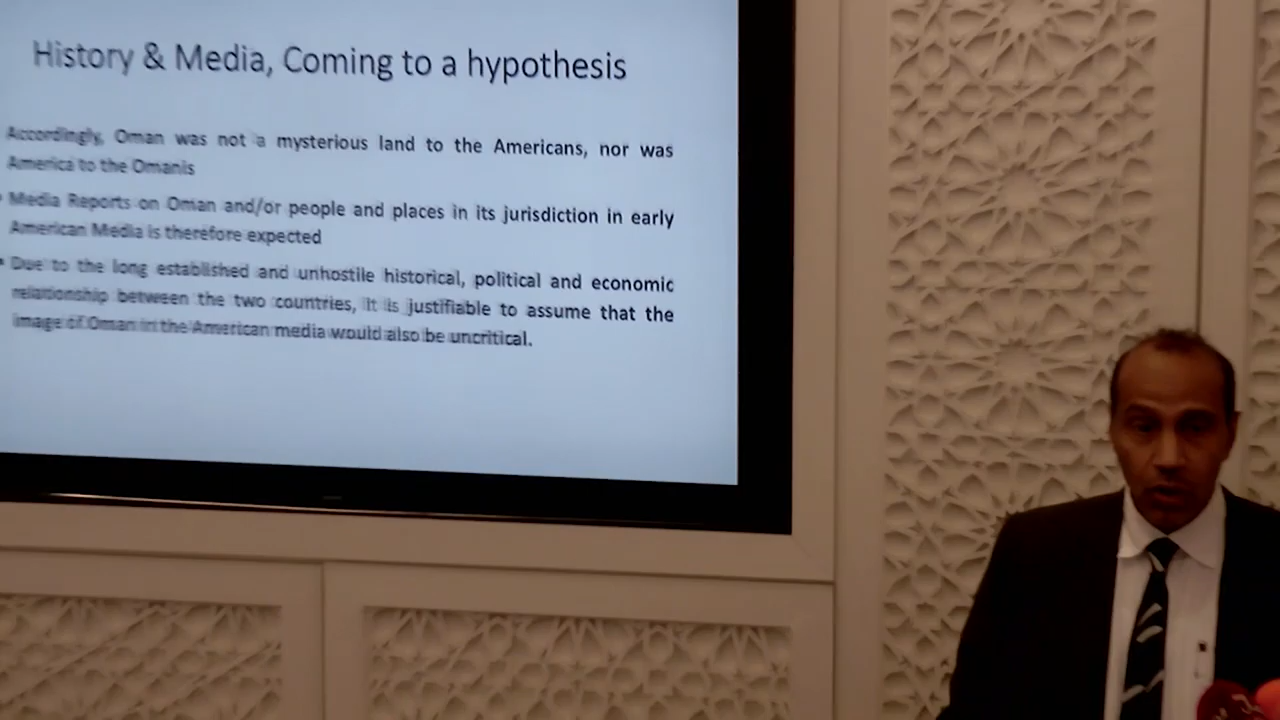 History & Media, Coming to a hypothesis
Accordingly, Oman was not a mysterious land to the Americans, nor was
America to the Omanis
• Media Reports on Oman and/or people and places in its jurisdiction in early
American Media is therefore expected
• Due to the long established and unhostile historical, political and economic
relationship between the two countries, it is justifiable to assume that the
image of Oman in the American media would also be uncritical.